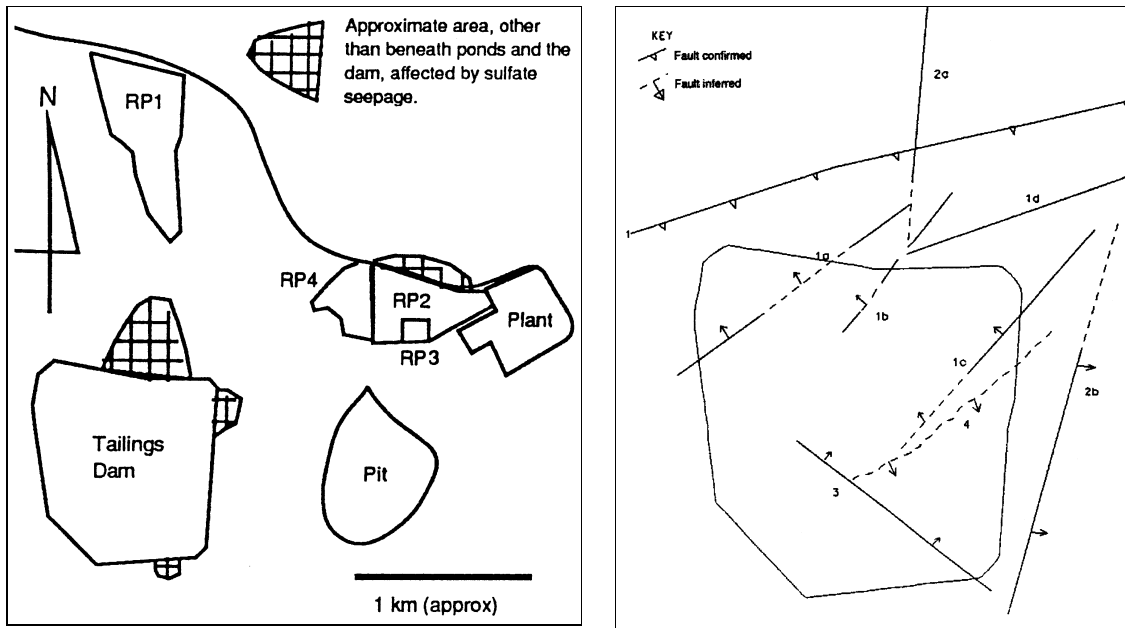 Approximate area, other
than beneath ponds and the
dam, affected by sulfate
seepage.
N
RP1
RP4
RP2
Plant
RP3
Tailings
Dam
Pit
1 km (approx)
KEY
Fault confirmed
Fault inferred
2a
1d
1
1a
1b
1c
2b
4
3